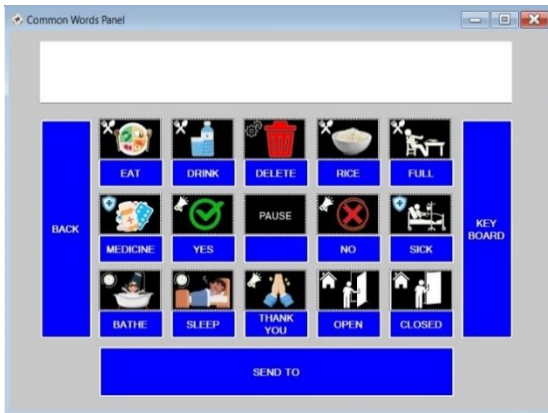 Common Words Panel
EAT
DRINK
DELETE
RICE
FULL
BACK
MEDICINE
YES
PAUSE
NO
SICK
KEY
BOARD
BATHE
SLEEP
THANK
YOU
OPEN
CLOSED
SEND TO